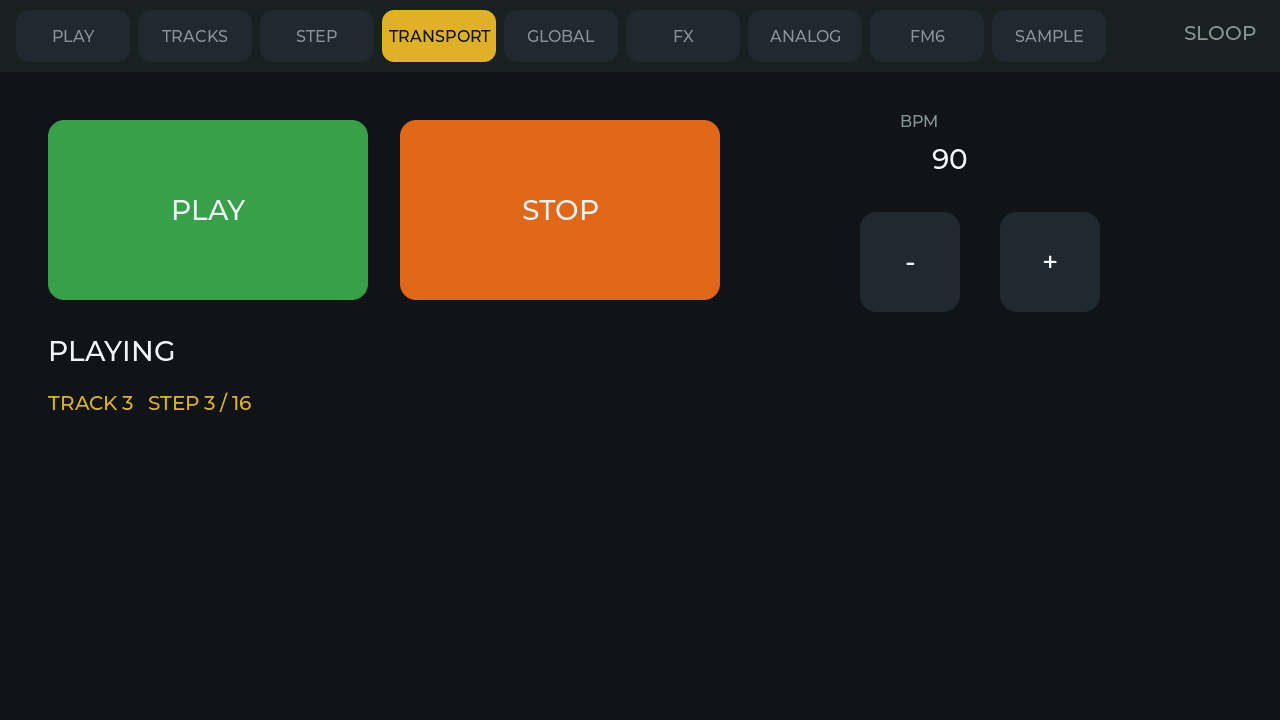 PLAY
TRACKS
STEP
TRANSPORT
GLOBAL
FX
ANALOG
FM6
SAMPLE
SLOOP
PLAY
STOP
BPM
90
-
+
PLAYING
TRACK 3 STEP 3 / 16